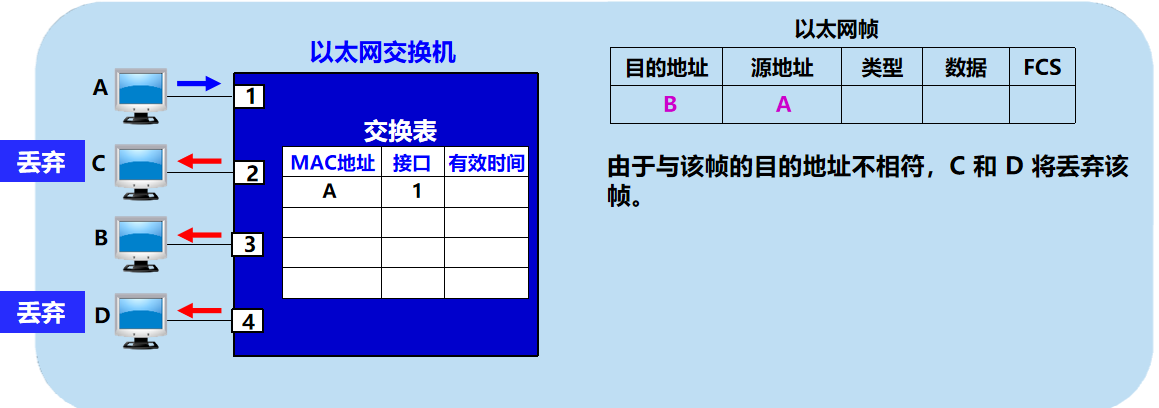 以太网交换机
A
1
丢弃
C
2
B
3
丢弃
D
4
交换表
MAC地址 接口 有效时间
A 1
以太网帧
目的地址 源地址 类型 数据 FCS
B A
由于与该帧的目的地址不相符，C 和 D 将丢弃该
帧。